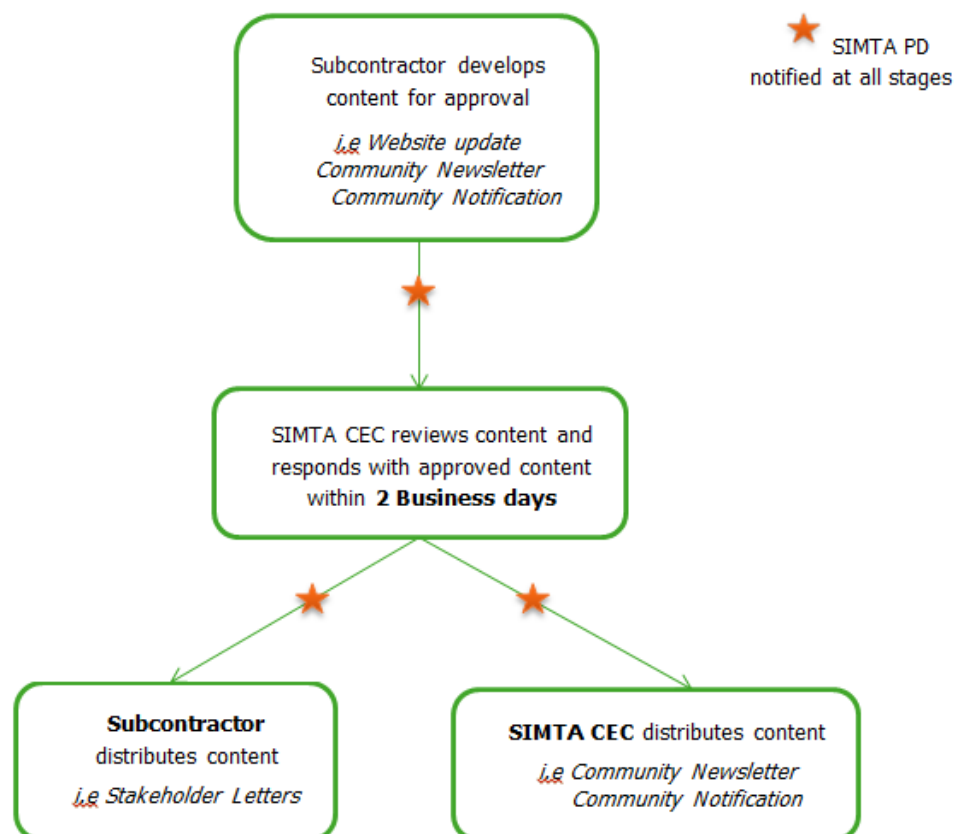 Subcontractor develops
content for approval
i,e Website update
Community Newsletter
Community Notification
SIMTA PD
notified at all stages
SIMTA CEC reviews content and
responds with approved content
within 2 Business days
Subcontractor
distributes content
i,e Stakeholder Letters
SIMTA CEC distributes content
i,e Community Newsletter
Community Notification